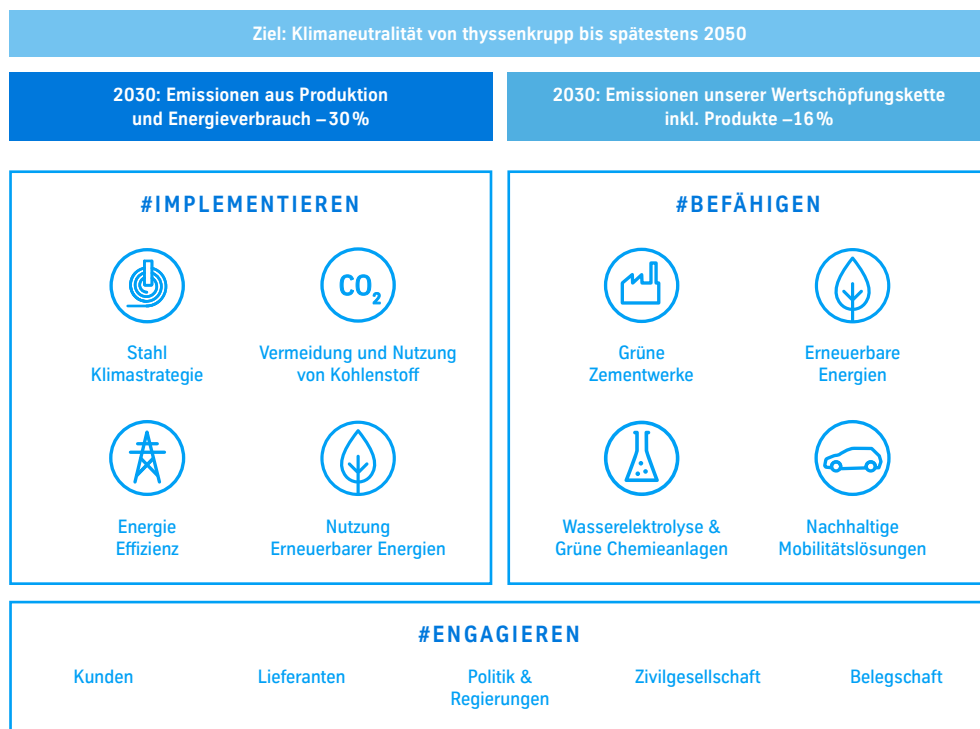 Ziel: Klimaneutralität von thyssenkrupp bis spätestens 2050
2030: Emissionen aus Produktion
und Energieverbrauch –30 %
2030: Emissionen unserer Wertschöpfungskette
inkl. Produkte –16 %
#IMPLEMENTIEREN
CO2
Stahl
Klimastrategie
Vermeidung und Nutzung
von Kohlenstoff
Energie
Effizienz
Nutzung
Erneuerbarer Energien
#BEFÄHIGEN
Grüne
Zementwerke
Erneuerbare
Energien
Wasserelektrolyse &
Grüne Chemieanlagen
Nachhaltige
Mobilitätslösungen
#ENGAGIEREN
Kunden
Lieferanten
Politik &
Regierungen
Zivilgesellschaft
Belegschaft